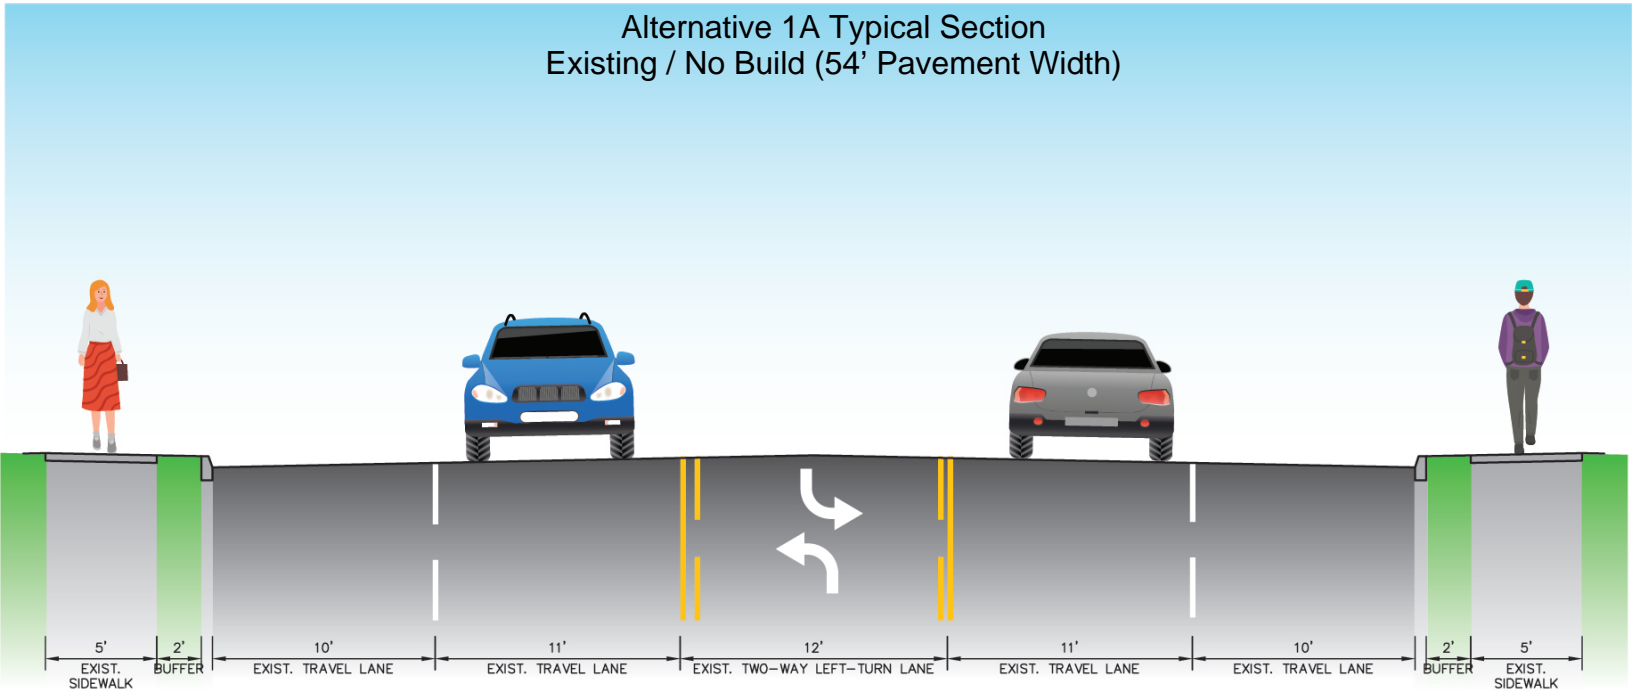 Alternative 1A Typical Section
Existing / No Build (54’ Pavement Width)
5' 2' 10' 11' 12' 11' 10' 2' 5'
EXIST. BUFFER EXIST. TRAVEL LANE EXIST. TRAVEL LANE EXIST. TWO-WAY LEFT-TURN LANE EXIST. TRAVEL LANE EXIST. TRAVEL LANE BUFFER EXIST.
SIDEWALK SIDEWALK